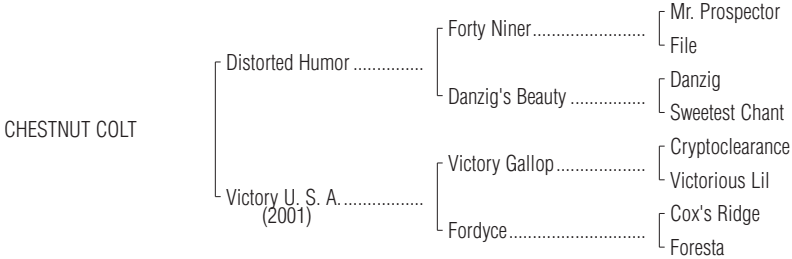 Mr. Prospector
Forty Niner........................
File
Distorted Humor ...............
Danzig
Danzig's Beauty ................
Sweetest Chant
CHESTNUT COLT
Cryptoclearance
Victory Gallop...................
Victorious Lil
Victory U. S. A.................
(2001)
Cox's Ridge
Fordyce.............................
Foresta